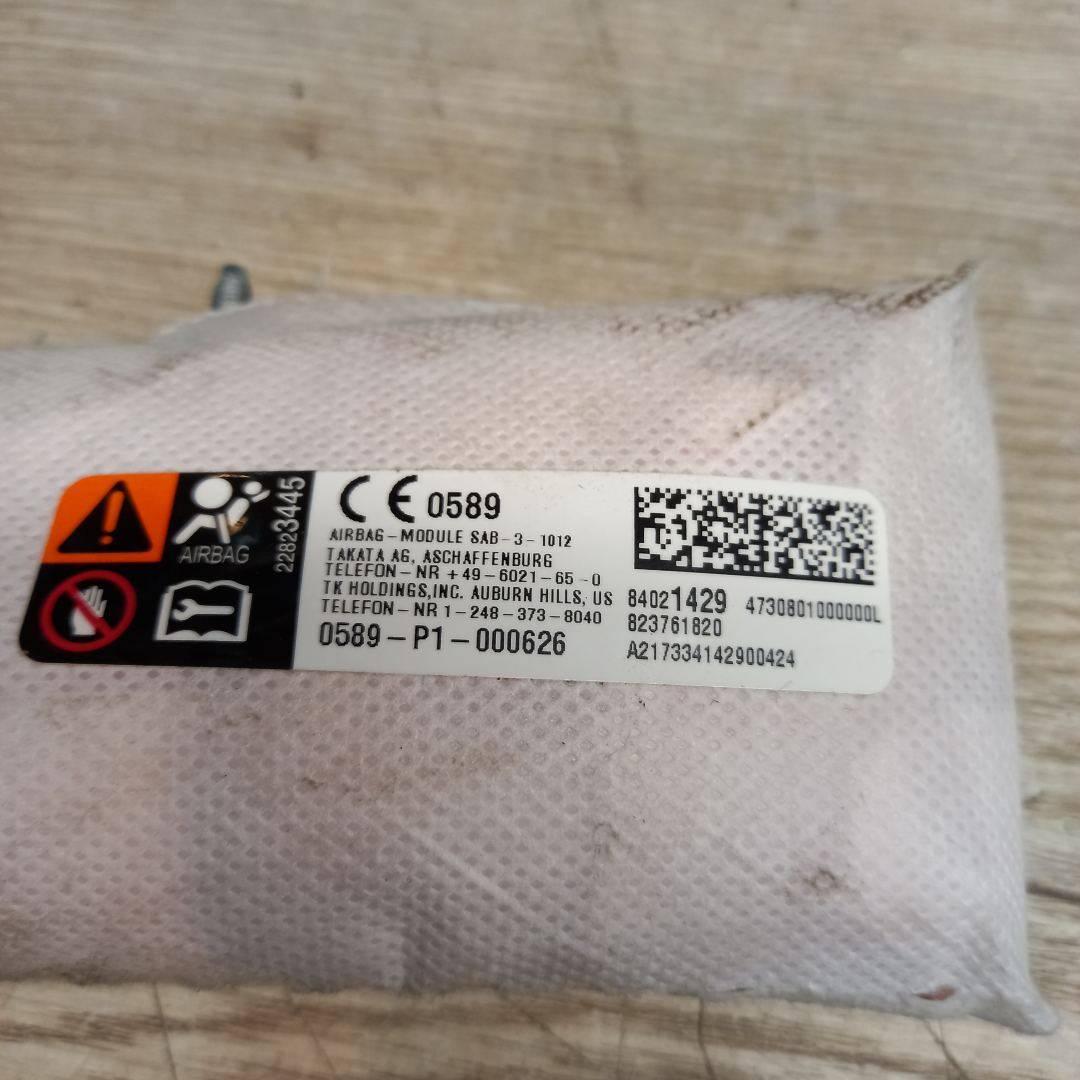 AIRBAG
22823445
CE 0589
AIRBAG-MODULE SAB-3-1012
TAKATA AG, ASCHAFFENBURG
TELEFON-NR +49-6021-65-0
TK HOLDINGS,INC. AUBURN HILLS, US
TELEFON-NR 1-248-373-8040
0589-P1-000626
84021429 4730801000000L
823761820
A217334142900424